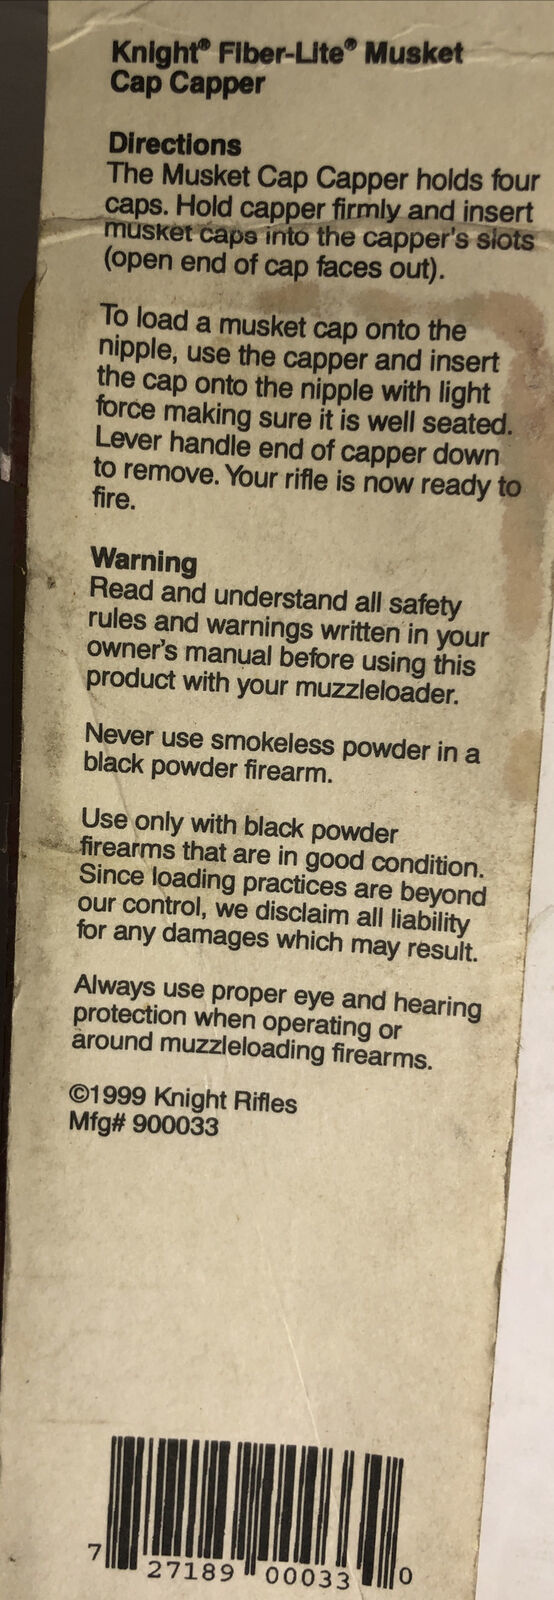 Knight® Fiber-Lite® Musket
Cap Capper
Directions
The Musket Cap Capper holds four
caps. Hold capper firmly and insert
musket caps into the capper's slots
(open end of cap faces out).
To load a musket cap onto the
nipple, use the capper and insert
the cap onto the nipple with light
force making sure it is well seated.
Lever handle end of capper down
to remove. Your rifle is now ready to
fire.
Warning
Read and understand all safety
rules and warnings written in your
owner's manual before using this
product with your muzzleloader.
Never use smokeless powder in a
black powder firearm.
Use only with black powder
firearms that are in good condition.
Since loading practices are beyond
our control, we disclaim all liability
for any damages which may result.
Always use proper eye and hearing
protection when operating or
around muzzleloading firearms.
©1999 Knight Rifles
Mfg# 900033
7 27189 00033 0